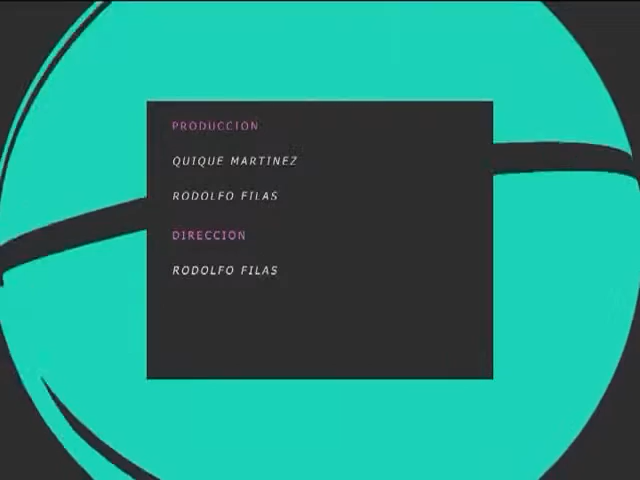 PRODUCCION
QUIQUE MARTINEZ
RODOLFO FILAS
DIRECCION
RODOLFO FILAS